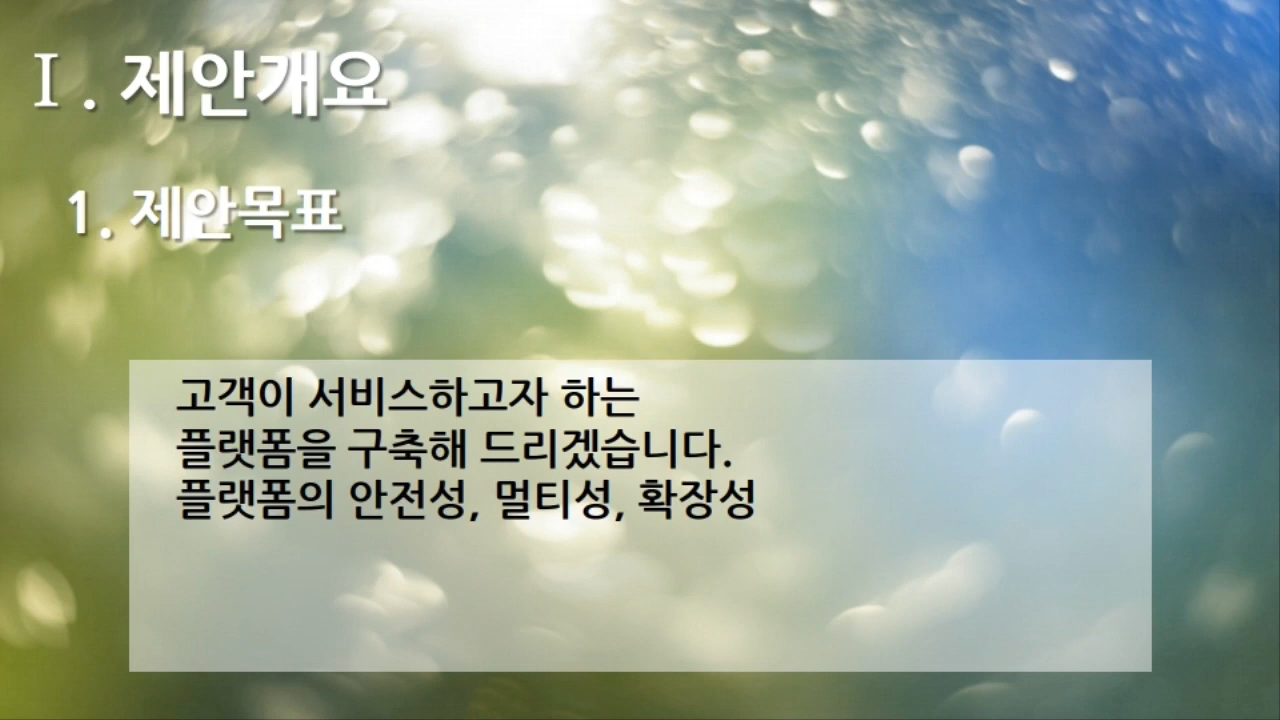 Ⅰ. 제안개요
1. 제안목표
고객이 서비스하고자 하는
플랫폼을 구축해 드리겠습니다.
플랫폼의 안전성, 멀티성, 확장성